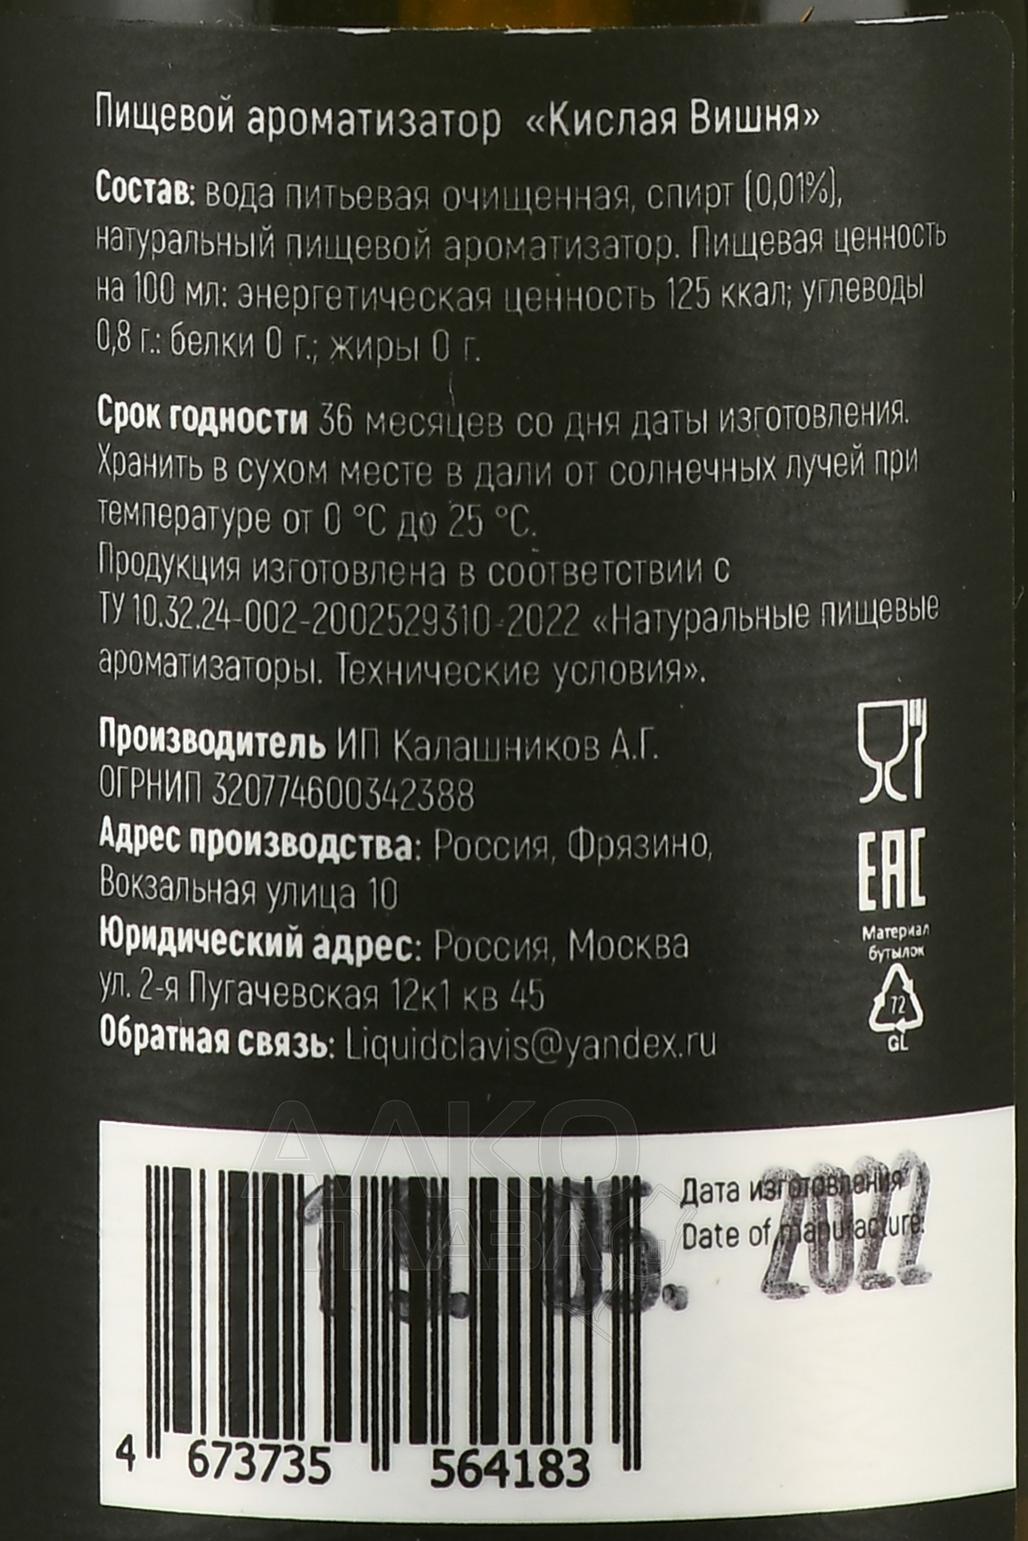 Пищевой ароматизатор «Кислая Вишня»
Состав: вода питьевая очищенная, спирт (0,01%),
натуральный пищевой ароматизатор. Пищевая ценность
на 100 мл: энергетическая ценность 125 ккал; углеводы
0,8 г.: белки 0 г.; жиры 0 г.
Срок годности 36 месяцев со дня даты изготовления.
Хранить в сухом месте в дали от солнечных лучей при
температуре от 0 °C до 25 °C.
Продукция изготовлена в соответствии с
ТУ 10.32.24-002-2002529310-2022 «Натуральные пищевые
ароматизаторы. Технические условия».
Производитель ИП Калашников А.Г.
ОГРНИП 320774600342388
Адрес производства: Россия, Фрязино,
Вокзальная улица 10
Юридический адрес: Россия, Москва
ул. 2-я Пугачевская 12к1 кв 45
Обратная связь: Liquidclavis@yandex.ru
EAC
Материал
бутылок
72
GL
АЛКО
ПЛАЗА
Дата изготовления
Date of manufacture:
2022
4 673735 564183